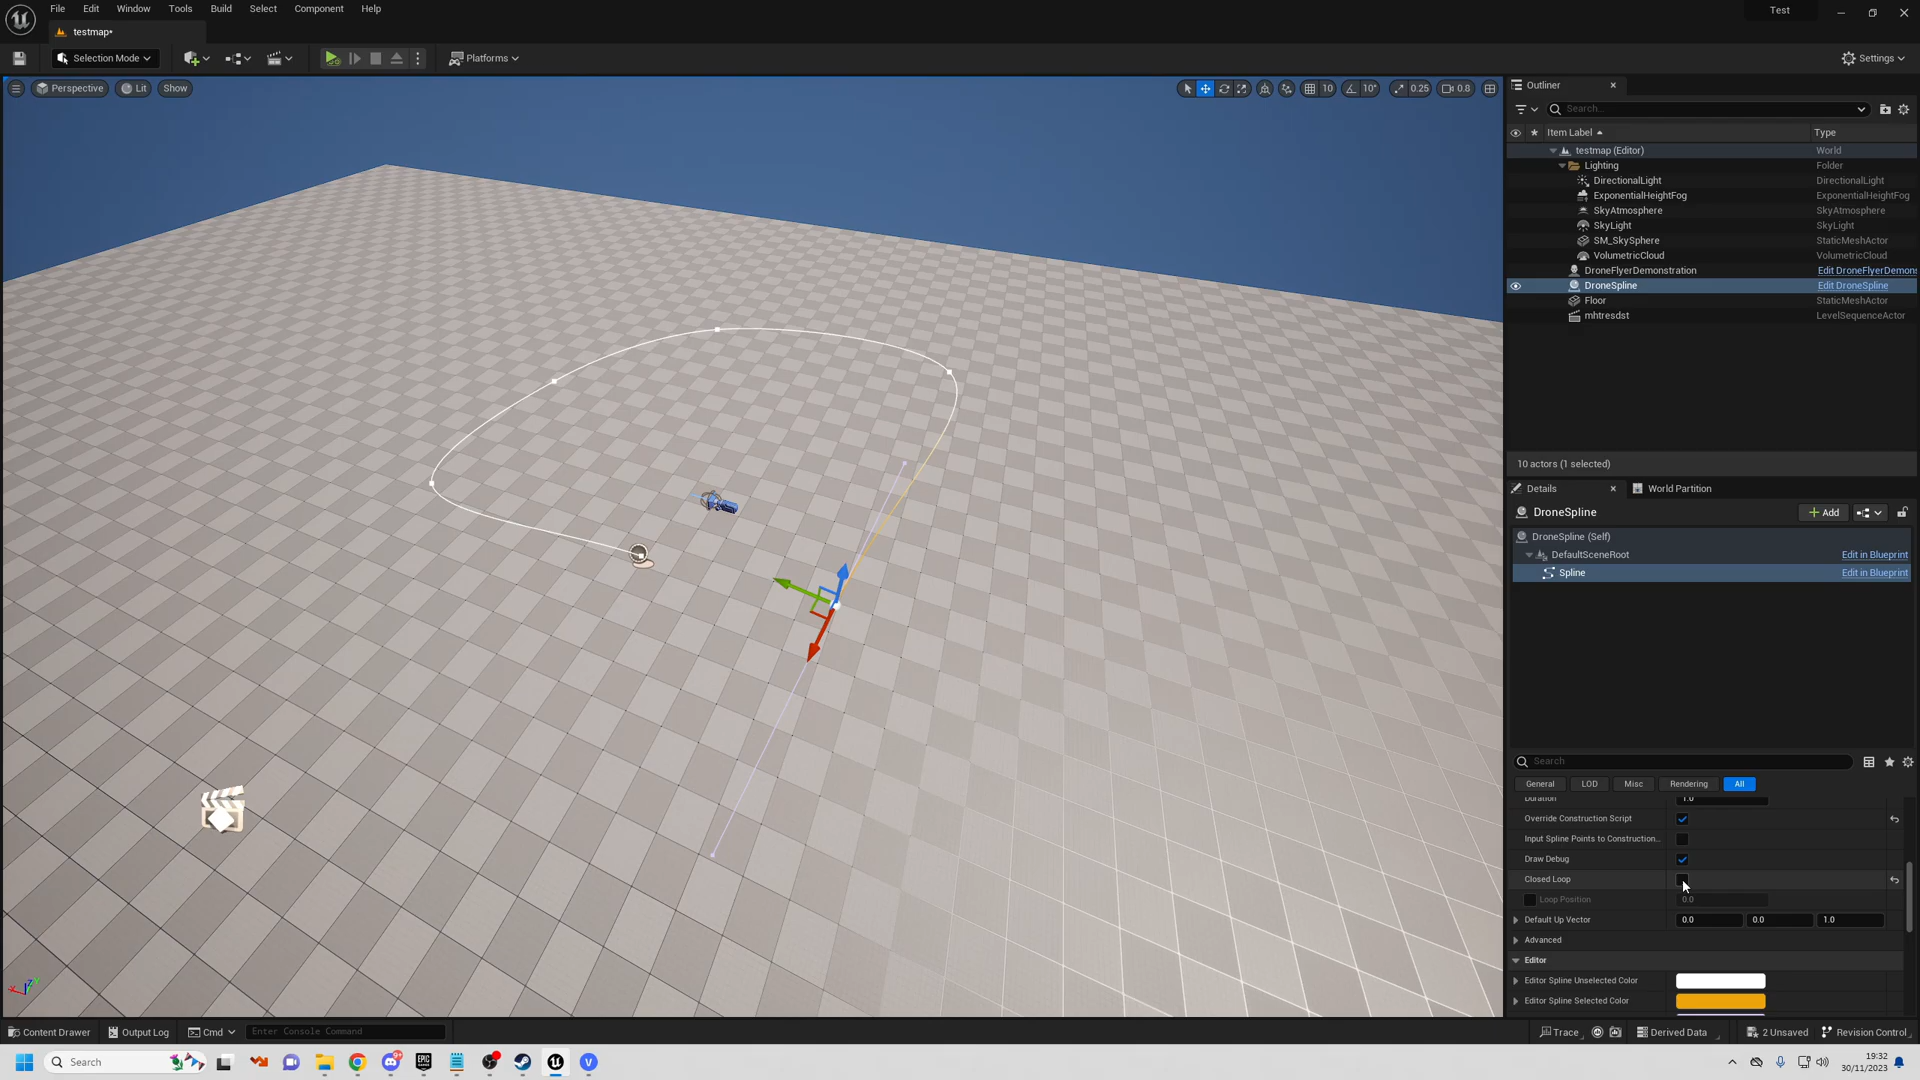 File Edit Window Tools Build Select Component Help
Test
testmap•
Selection Mode
Platforms
Settings
Perspective Lit Show
10 10° 0.25 0.8
Outliner
Search...
Item Label Type
testmap (Editor) World
Lighting Folder
DirectionalLight DirectionalLight
ExponentialHeightFog ExponentialHeightFog
SkyAtmosphere SkyAtmosphere
SkyLight SkyLight
SM_SkySphere StaticMeshActor
VolumetricCloud VolumetricCloud
DroneFlyerDemonstration Edit DroneFlyerDemons
DroneSpline Edit DroneSpline
Floor StaticMeshActor
mhtresdst LevelSequenceActor
10 actors (1 selected)
Details World Partition
DroneSpline
Add
DroneSpline (Self)
DefaultSceneRoot Edit in Blueprint
Spline Edit in Blueprint
Search
General LOD Misc Rendering All
Duration 1.0
Override Construction Script
Input Spline Points to Construction...
Draw Debug
Closed Loop
Loop Position 0.0
Default Up Vector 0.0 0.0 1.0
Advanced
Editor
Editor Spline Unselected Color
Editor Spline Selected Color
Content Drawer Output Log Cmd Enter Console Command
Trace Derived Data 2 Unsaved Revision Control
Search
9+
EPIC
V
19:32
30/11/2023